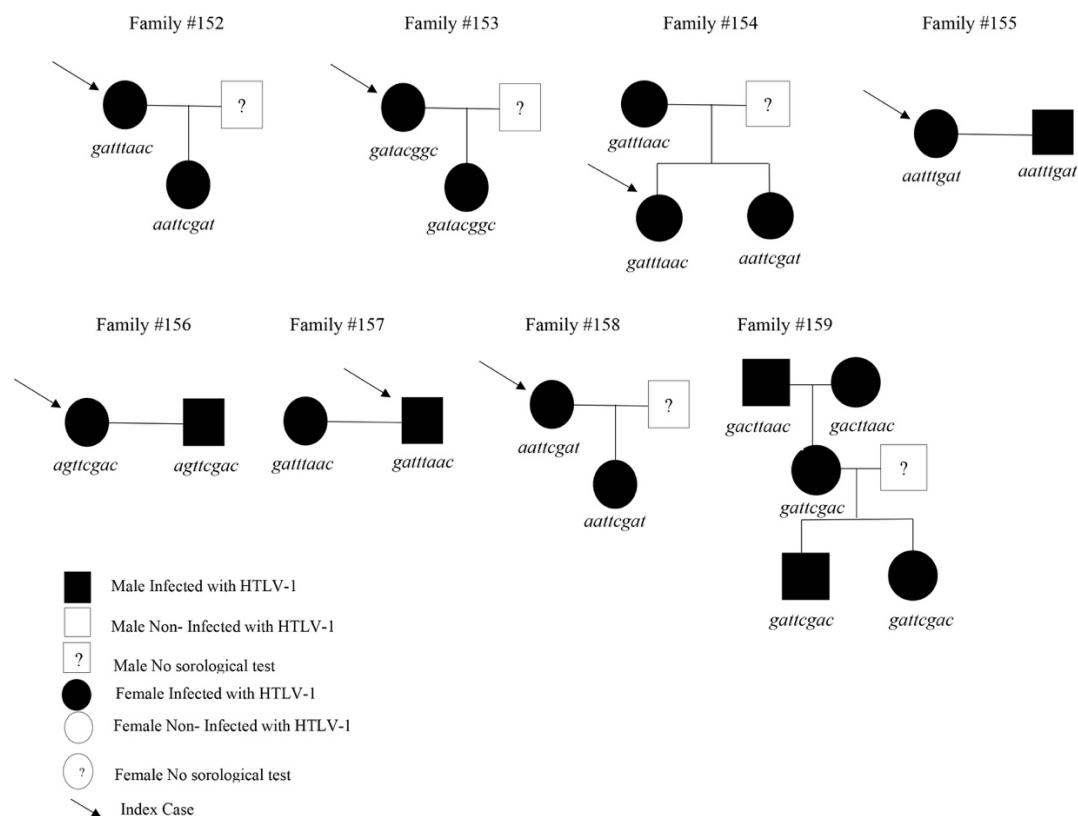 Family #152 Family #153 Family #154 Family #155
? ? ?
gatttaac gatacggc gatttaac aatttgat aatttgat
aattcgat gatacggc gatttaac aattcgat
Family #156 Family #157 Family #158 Family #159
?
agttcgac agttcgac gatttaac gatttaac aattcgat gacttaac gacttaac
?
aattcgat gattcgac
gattcgac gattcgac
Male Infected with HTLV-1
Male Non- Infected with HTLV-1
? Male No sorological test
Female Infected with HTLV-1
Female Non- Infected with HTLV-1
? Female No sorological test
Index Case